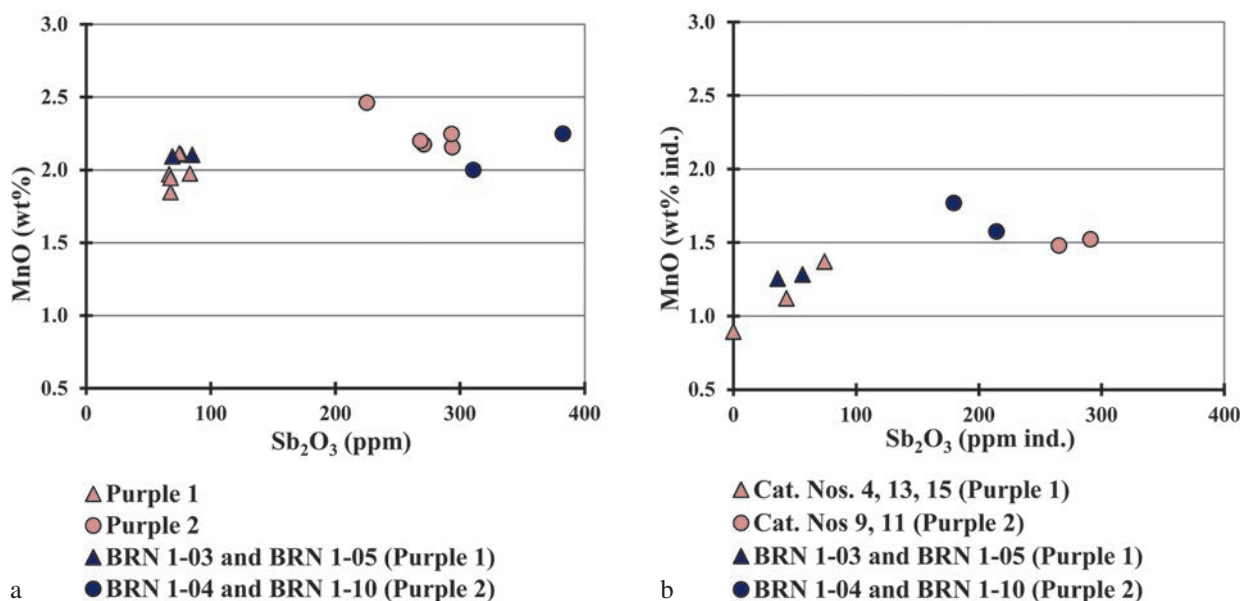 3.0
2.5
2.0
1.5
1.0
0.5
MnO (wt%)
0 100 200 300 400
Sb₂O₃ (ppm)
Purple 1
Purple 2
BRN 1-03 and BRN 1-05 (Purple 1)
BRN 1-04 and BRN 1-10 (Purple 2)
a
3.0
2.5
2.0
1.5
1.0
0.5
MnO (wt% ind.)
0 100 200 300 400
Sb₂O₃ (ppm ind.)
Cat. Nos. 4, 13, 15 (Purple 1)
Cat. Nos 9, 11 (Purple 2)
BRN 1-03 and BRN 1-05 (Purple 1)
BRN 1-04 and BRN 1-10 (Purple 2)
b